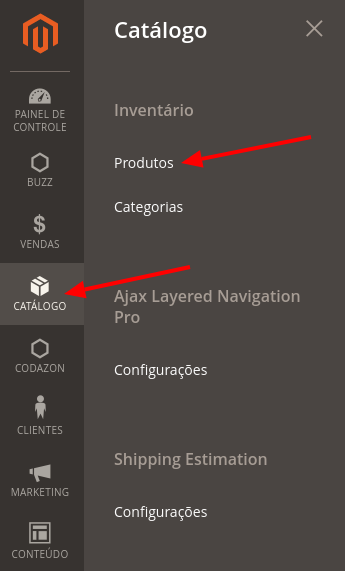 PAINEL DE
CONTROLE
BUZZ
VENDAS
CATÁLOGO
CODAZON
CLIENTES
MARKETING
CONTEÚDO
Catálogo
Inventário
Produtos
Categorias
Ajax Layered Navigation
Pro
Configurações
Shipping Estimation
Configurações